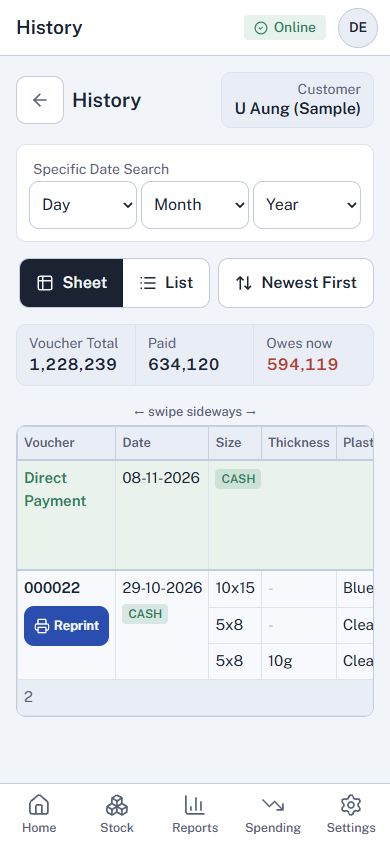 History
Online
DE
History
Customer
U Aung (Sample)
Specific Date Search
Day
Month
Year
Sheet
List
Newest First
Voucher Total
Paid
Owes now
1,228,239
634,120
594,119
← swipe sideways →
Voucher Date Size Thickness Plast
Direct Payment
08-11-2026
CASH
000022
29-10-2026
10x15
-
Blue
Reprint
CASH
5x8
-
Clea
5x8
10g
Clea
2
Home
Stock
Reports
Spending
Settings